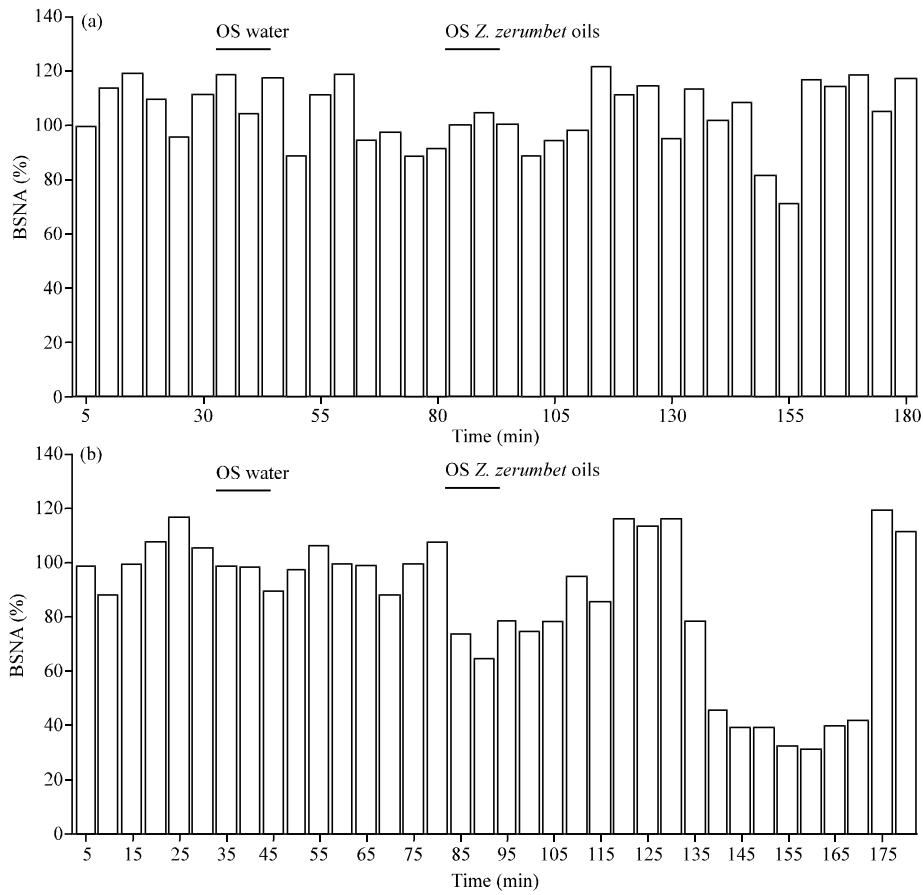 (a)
OS water
OS Z. zerumbet oils
140
120
100
80
60
40
20
0
BSNA (%)
5 30 55 80 105 130 155 180
Time (min)
(b)
OS water
OS Z. zerumbet oils
140
120
100
80
60
40
20
0
BSNA (%)
5 15 25 35 45 55 65 75 85 95 105 115 125 135 145 155 165 175
Time (min)